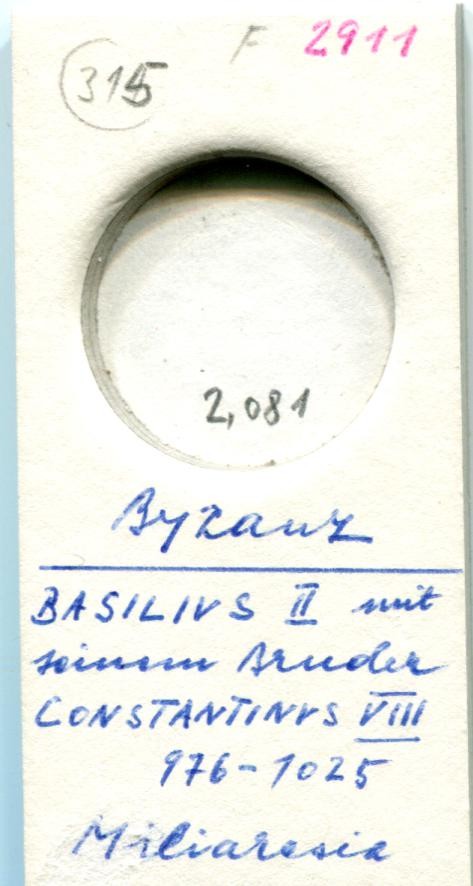 315 F 2911
2,081
Byzanz
BASILIVS II mit
seinem Bruder
CONSTANTINVS VIII
976-1025
Miliaresia